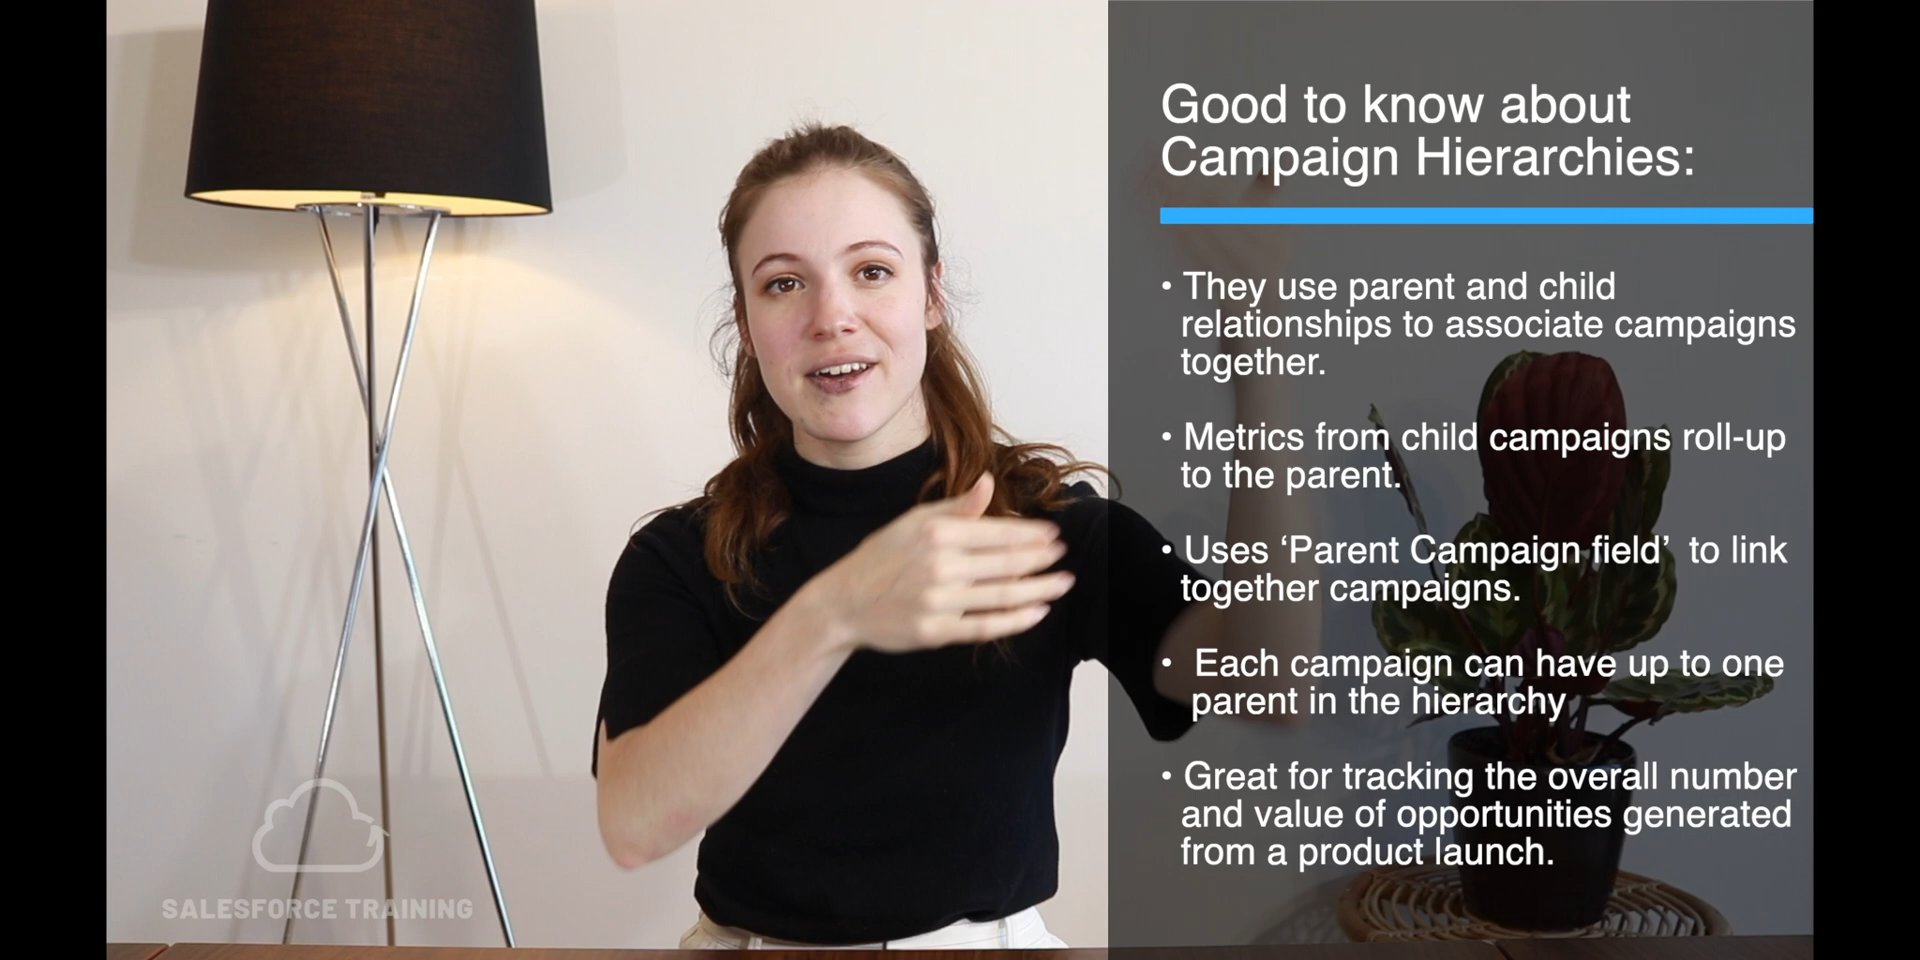 Good to know about
Campaign Hierarchies:
• They use parent and child
relationships to associate campaigns
together.
• Metrics from child campaigns roll-up
to the parent.
• Uses ‘Parent Campaign field’ to link
together campaigns.
• Each campaign can have up to one
parent in the hierarchy
• Great for tracking the overall number
and value of opportunities generated
from a product launch.
SALESFORCE TRAINING